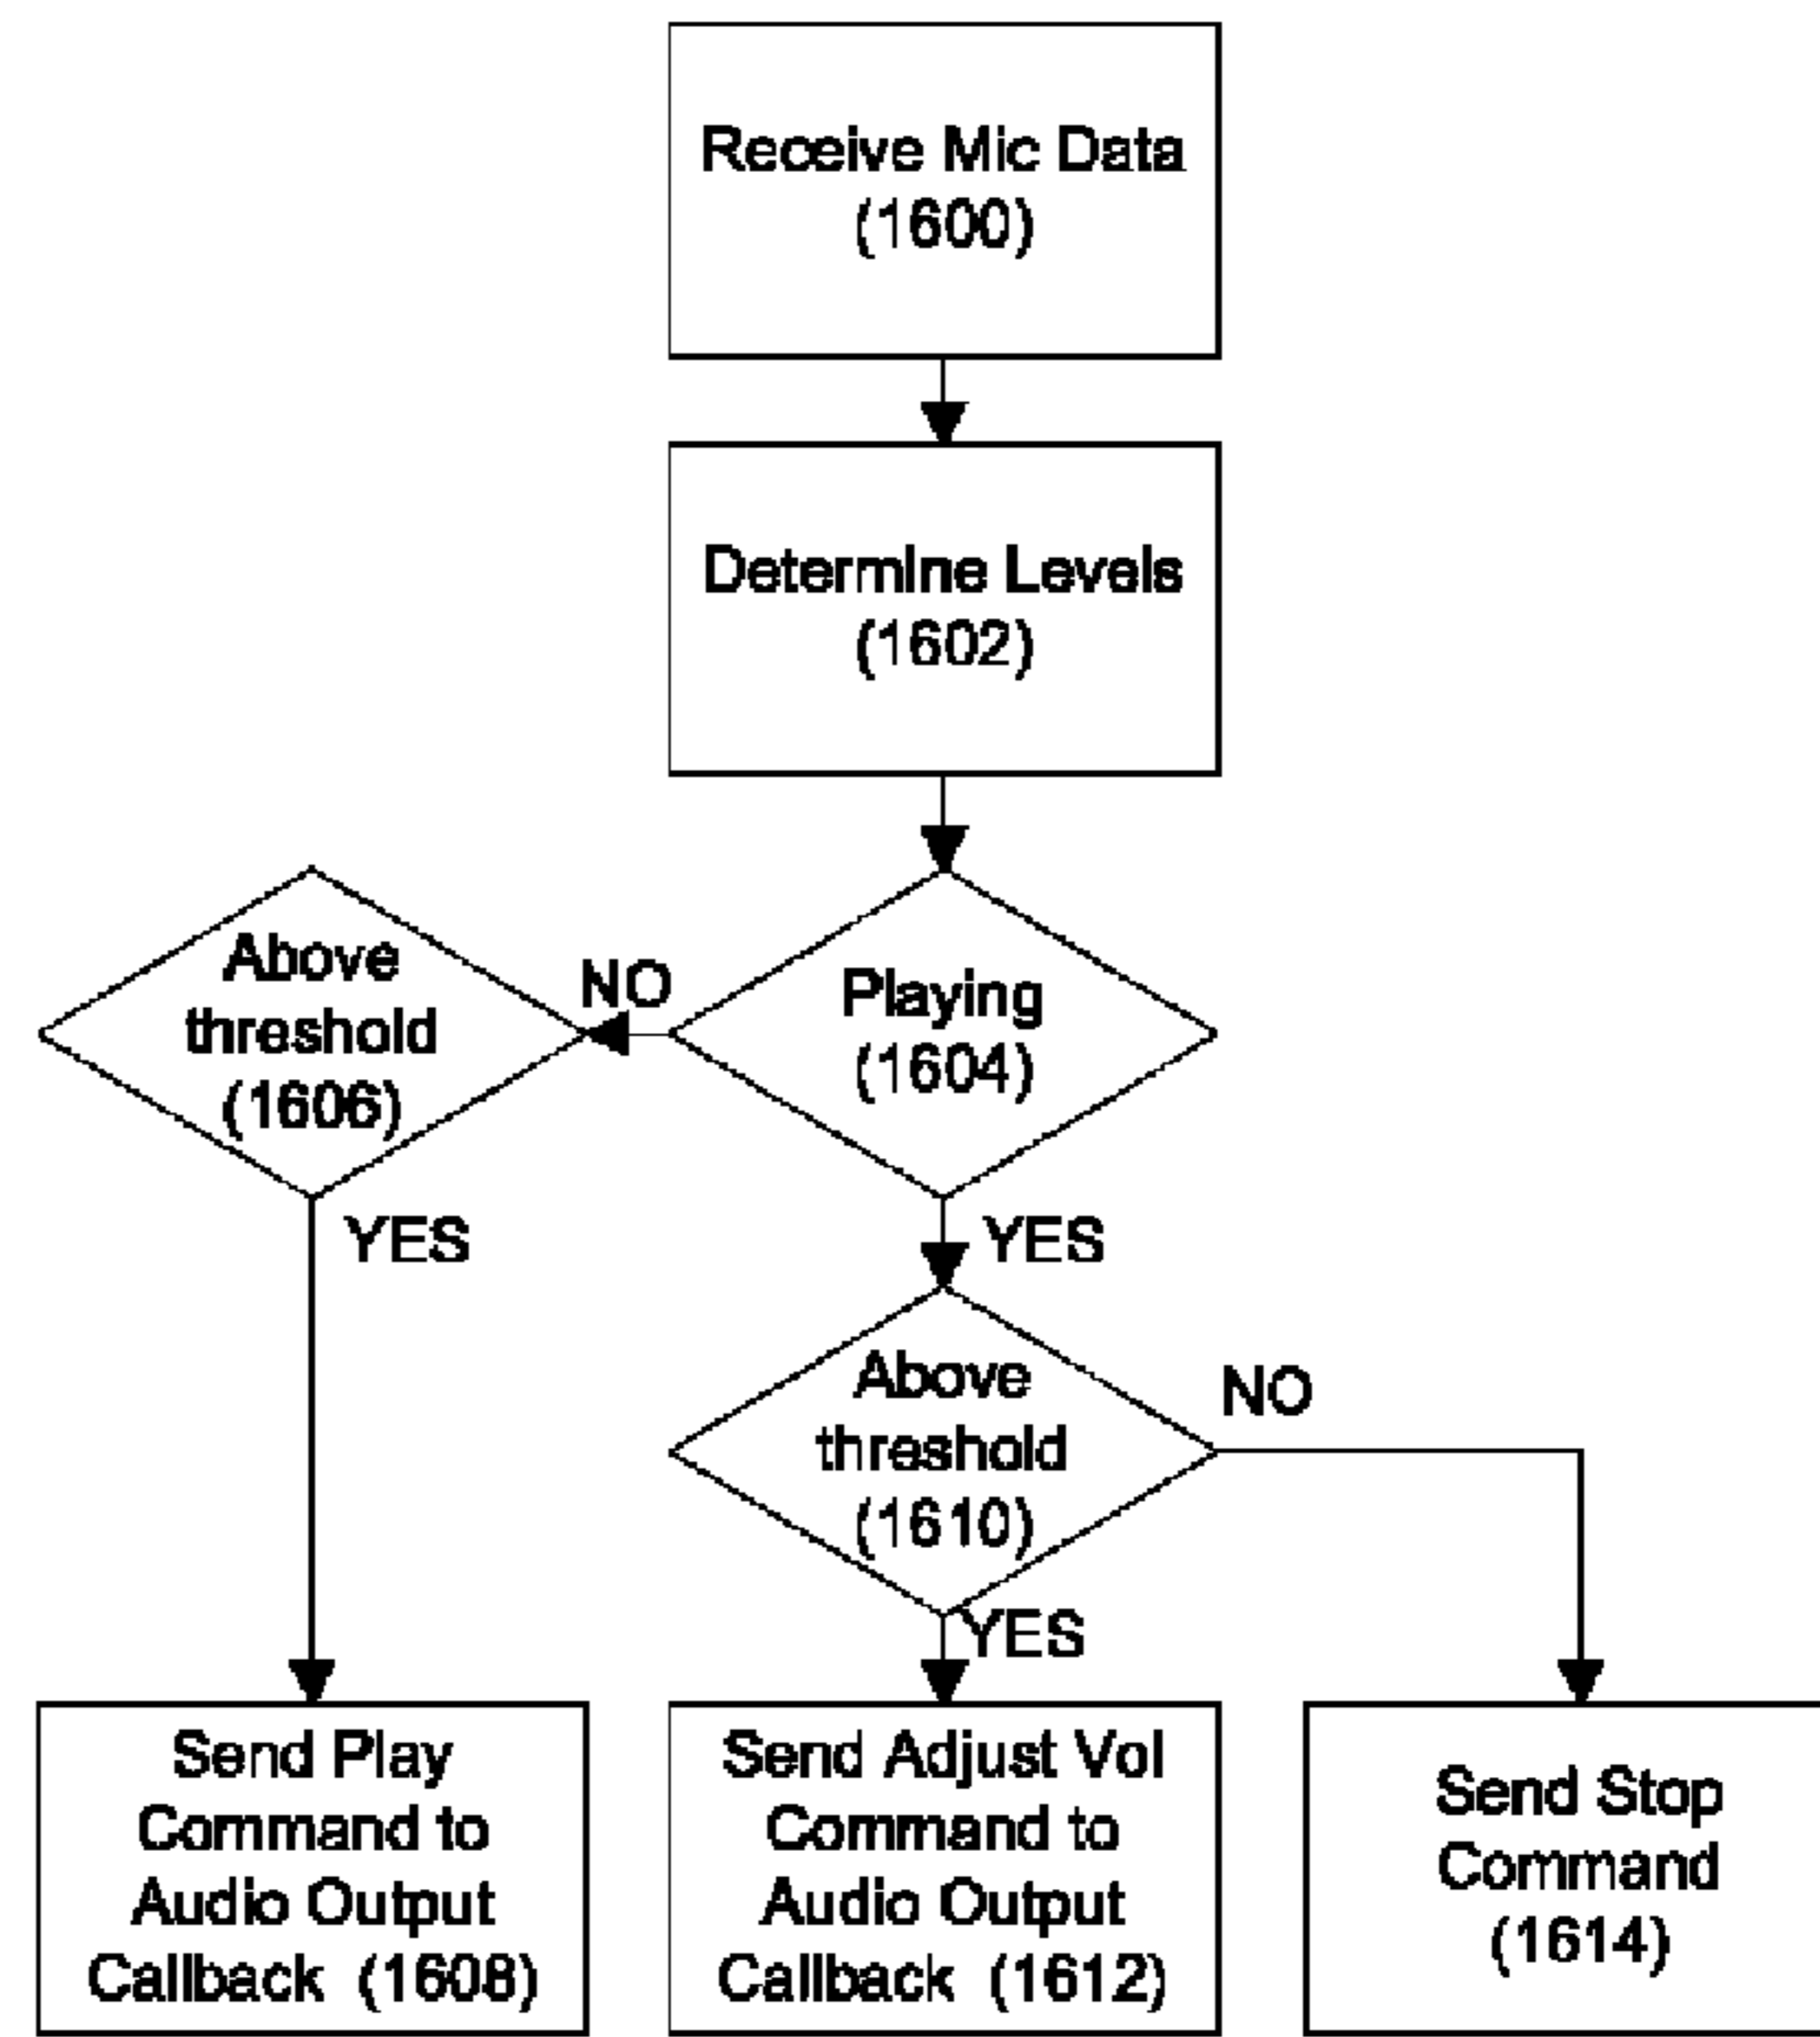 Receive Mic Data
(1600)
Determine Levels
(1602)
Above
threshold
(1606)
NO
Playing
(1604)
YES
YES
Above
threshold
(1610)
NO
YES
Send Play
Command to
Audio Output
Callback (1608)
Send Adjust Vol
Command to
Audio Output
Callback (1612)
Send Stop
Command
(1614)